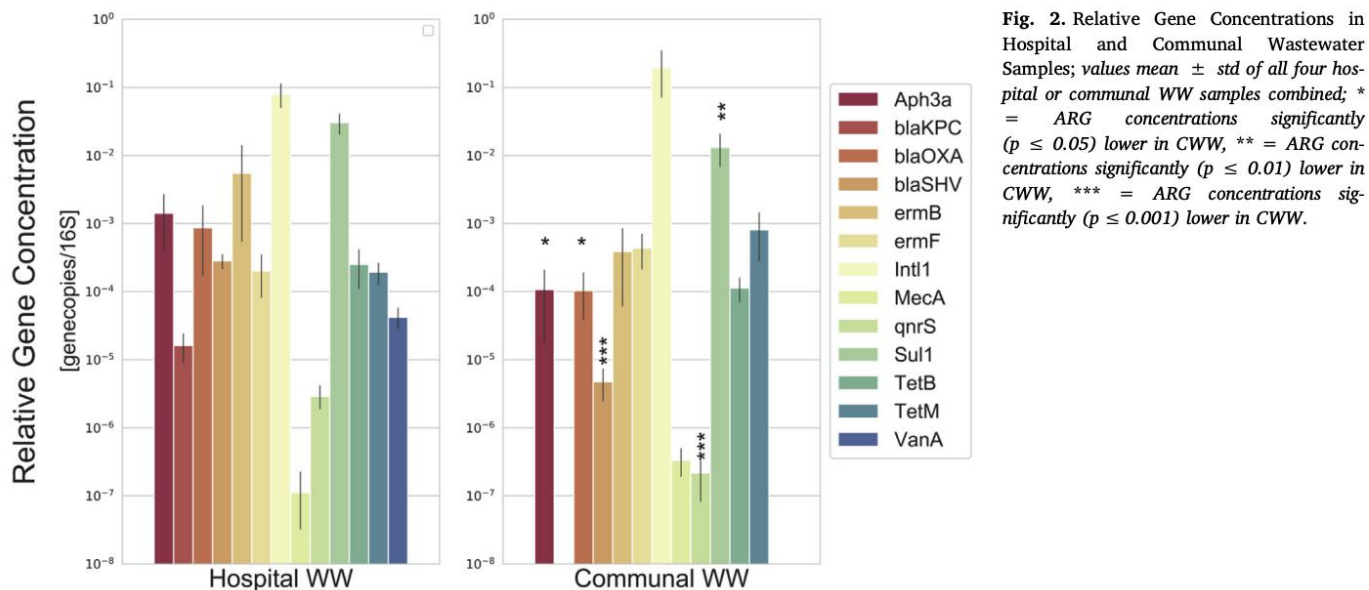 Relative Gene Concentration
[genecopies/16S]
10⁰
10⁻¹
10⁻²
10⁻³
10⁻⁴
10⁻⁵
10⁻⁶
10⁻⁷
10⁻⁸
Hospital WW
10⁰
10⁻¹
10⁻²
10⁻³
10⁻⁴
10⁻⁵
10⁻⁶
10⁻⁷
10⁻⁸
*
*
***
***
**
Communal WW
Aph3a
blaKPC
blaOXA
blaSHV
ermB
ermF
Intl1
MecA
qnrS
Sul1
TetB
TetM
VanA
Fig. 2. Relative Gene Concentrations in
Hospital and Communal Wastewater
Samples; values mean ± std of all four hos-
pital or communal WW samples combined; *
= ARG concentrations significantly
(p ≤ 0.05) lower in CWW, ** = ARG con-
centrations significantly (p ≤ 0.01) lower in
CWW, *** = ARG concentrations sig-
nificantly (p ≤ 0.001) lower in CWW.